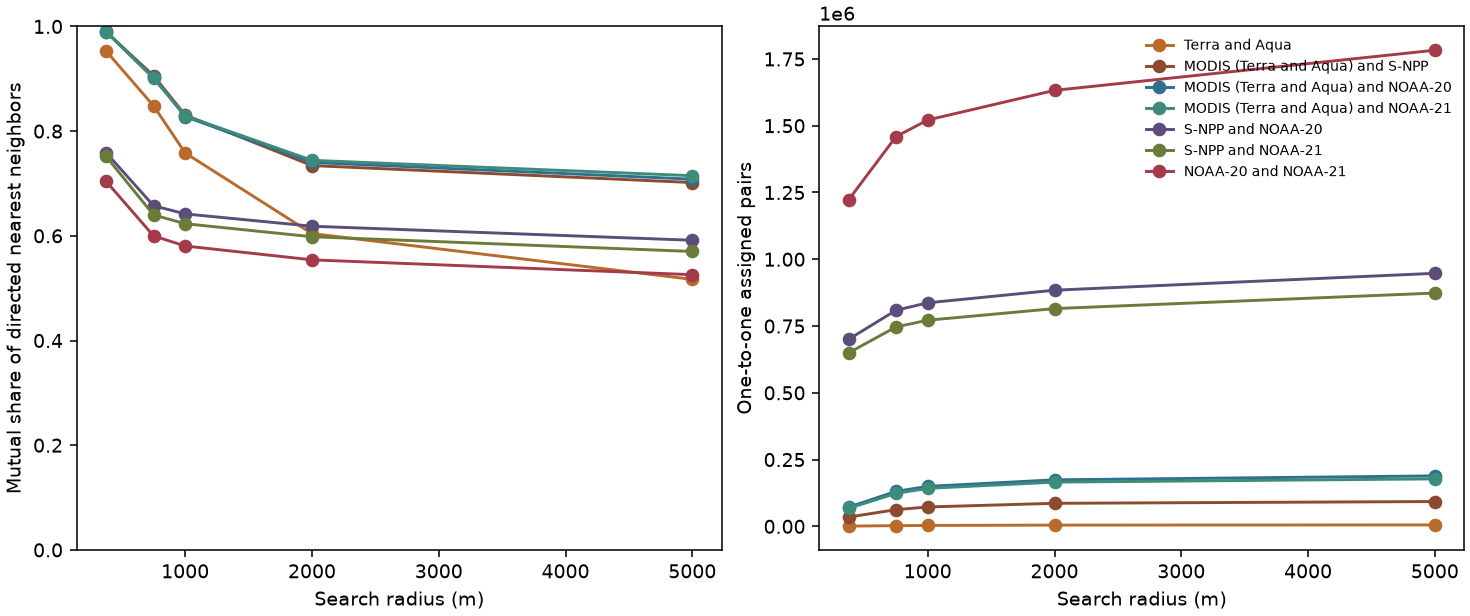 1.0
0.8
0.6
0.4
0.2
0.0
Mutual share of directed nearest neighbors
1000
2000
3000
4000
5000
Search radius (m)
1e6
1.75
1.50
1.25
1.00
0.75
0.50
0.25
0.00
One-to-one assigned pairs
1000
2000
3000
4000
5000
Search radius (m)
Terra and Aqua
MODIS (Terra and Aqua) and S-NPP
MODIS (Terra and Aqua) and NOAA-20
MODIS (Terra and Aqua) and NOAA-21
S-NPP and NOAA-20
S-NPP and NOAA-21
NOAA-20 and NOAA-21